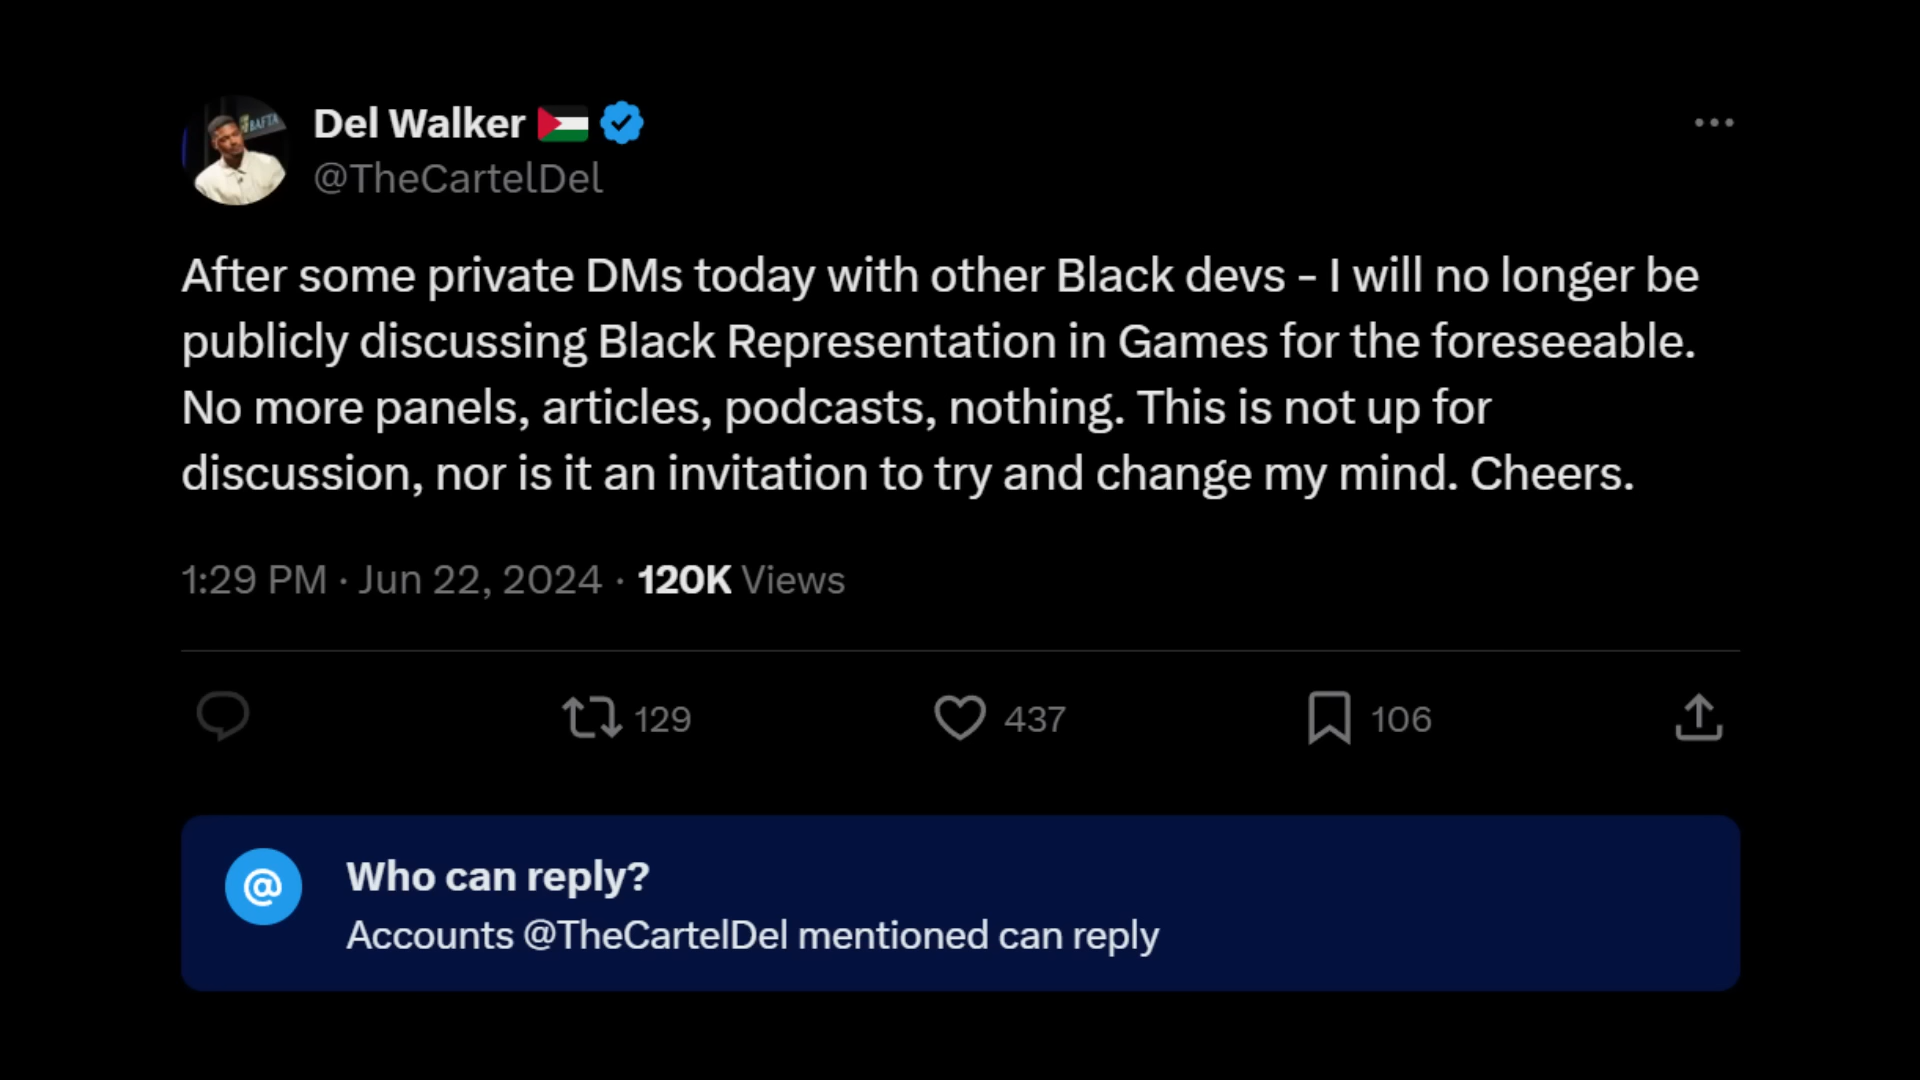 BAFTA
Del Walker 🇵🇸
@TheCartelDel
After some private DMs today with other Black devs - I will no longer be
publicly discussing Black Representation in Games for the foreseeable.
No more panels, articles, podcasts, nothing. This is not up for
discussion, nor is it an invitation to try and change my mind. Cheers.
1:29 PM · Jun 22, 2024 · 120K Views
129 437 106
@ Who can reply?
Accounts @TheCartelDel mentioned can reply